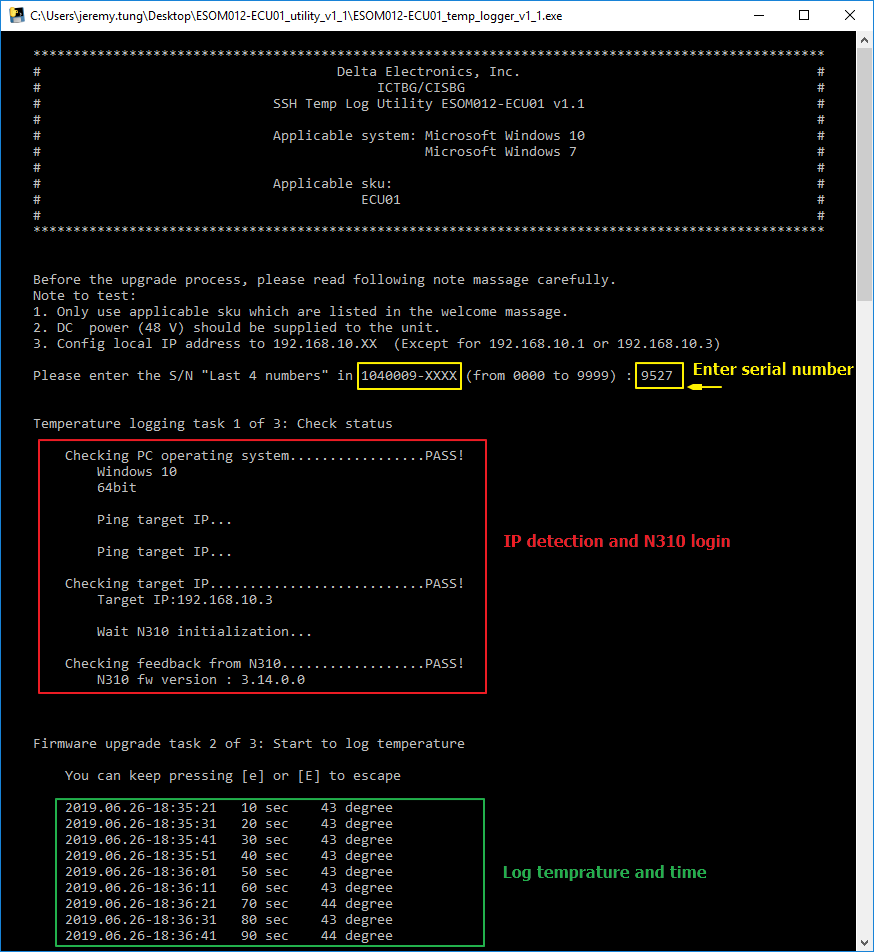 C:\Users\jeremy.tung\Desktop\ESOM012-ECU01_utility_v1_1\ESOM012-ECU01_temp_logger_v1_1.exe
***************************************************************************************************
# Delta Electronics, Inc. #
# ICTBG/CISBG #
# SSH Temp Log Utility ESOM012-ECU01 v1.1 #
# #
# Applicable system: Microsoft Windows 10 #
# Microsoft Windows 7 #
# #
# Applicable sku: #
# ECU01 #
# #
***************************************************************************************************
Before the upgrade process, please read following note massage carefully.
Note to test:
1. Only use applicable sku which are listed in the welcome massage.
2. DC  power (48 V) should be supplied to the unit.
3. Config local IP address to 192.168.10.XX  (Except for 192.168.10.1 or 192.168.10.3)
Please enter the S/N "Last 4 numbers" in 1040009-XXXX (from 0000 to 9999) : 9527 Enter serial number
Temperature logging task 1 of 3: Check status
Checking PC operating system.................PASS!
Windows 10
64bit
Ping target IP...
IP detection and N310 login
Ping target IP...
Checking target IP...........................PASS!
Target IP:192.168.10.3
Wait N310 initialization...
Checking feedback from N310..................PASS!
N310 fw version : 3.14.0.0
Firmware upgrade task 2 of 3: Start to log temperature
You can keep pressing [e] or [E] to escape
2019.06.26-18:35:21   10 sec    43 degree
2019.06.26-18:35:31   20 sec    43 degree
2019.06.26-18:35:41   30 sec    43 degree
2019.06.26-18:35:51   40 sec    43 degree
2019.06.26-18:36:01   50 sec    43 degree
Log temprature and time
2019.06.26-18:36:11   60 sec    43 degree
2019.06.26-18:36:21   70 sec    44 degree
2019.06.26-18:36:31   80 sec    43 degree
2019.06.26-18:36:41   90 sec    44 degree